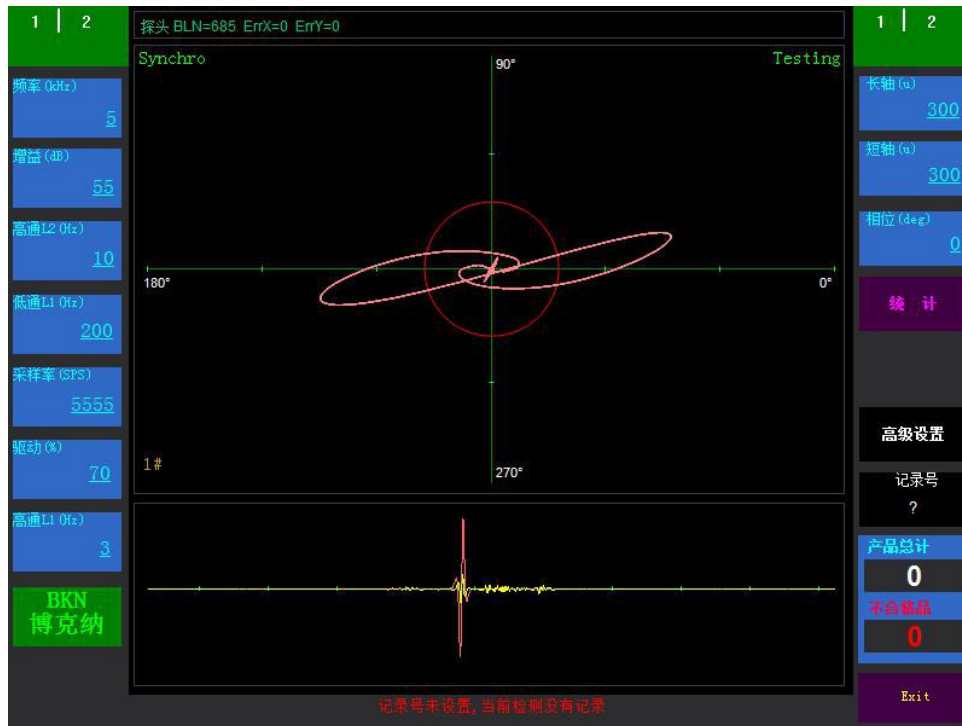 1 | 2
探头 BLN=685 ErrX=0 ErrY=0
1 | 2
Synchro
Testing
90°
180°
0°
270°
1#
频率(kHz)
5
增益(dB)
55
高通L2(Hz)
10
低通L1(Hz)
200
采样率(SPS)
5555
驱动(%)
70
高通L1(Hz)
3
BKN
博克纳
长轴(u)
300
短轴(u)
300
相位(deg)
0
统 计
高级设置
记录号
?
产品总计
0
不合格品
0
Exit
记录号未设置,当前检测没有记录